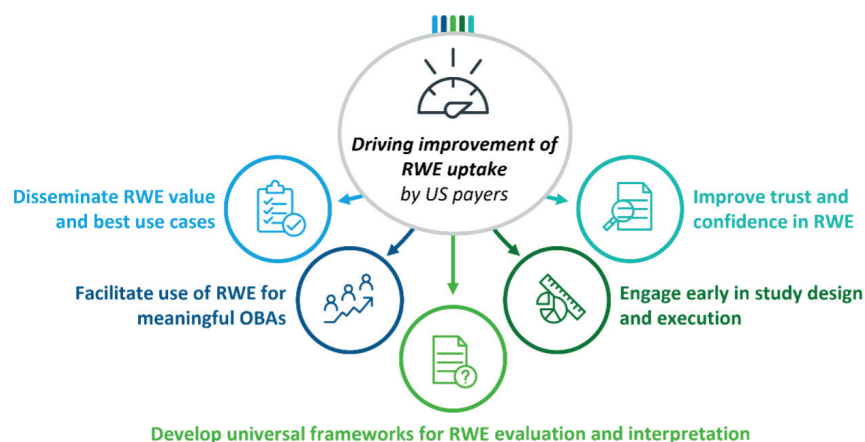 Driving improvement of
RWE uptake
by US payers
Disseminate RWE value
and best use cases
Improve trust and
confidence in RWE
Facilitate use of RWE for
meaningful OBAs
Engage early in study design
and execution
?
Develop universal frameworks for RWE evaluation and interpretation